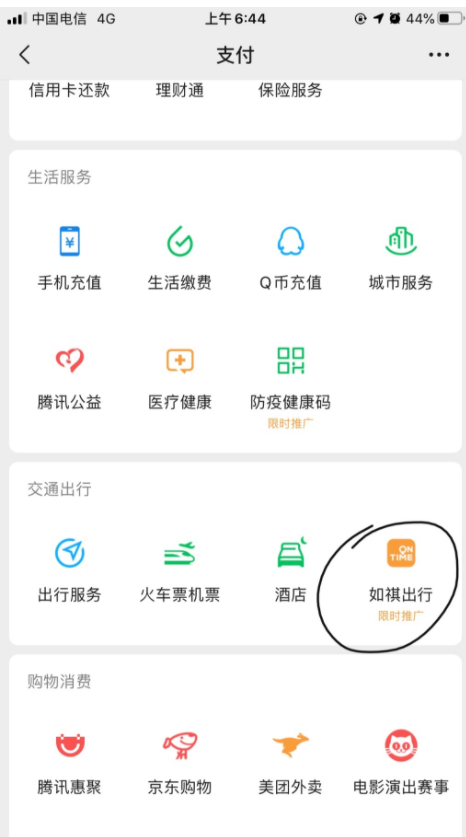 中国电信 4G 上午6:44 44%
支付
信用卡还款 理财通 保险服务
生活服务
手机充值 生活缴费 Q币充值 城市服务
腾讯公益 医疗健康 防疫健康码
限时推广
交通出行
ON
TIME
出行服务 火车票机票 酒店 如祺出行
限时推广
购物消费
腾讯惠聚 京东购物 美团外卖 电影演出赛事